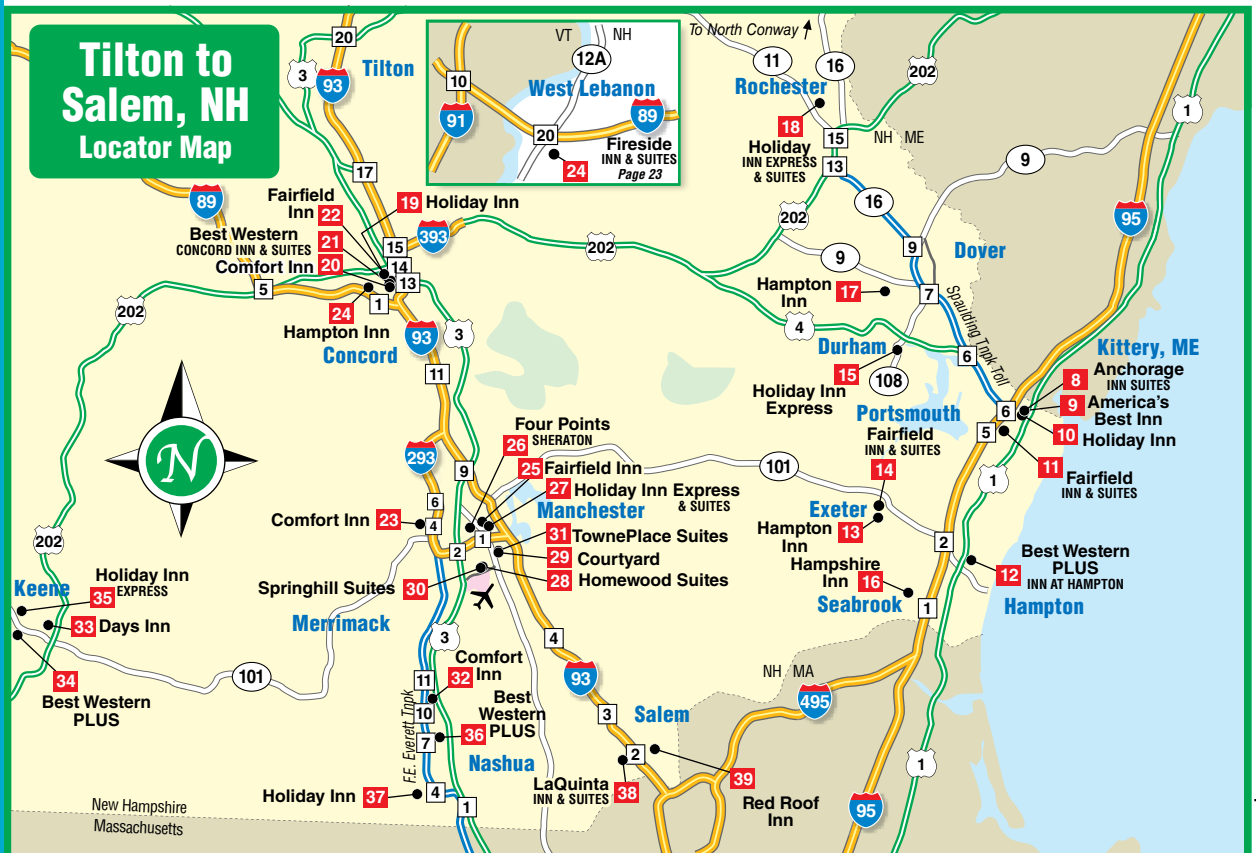 Tilton to
Salem, NH
Locator Map
20
3
93
Tilton
17
VT NH
12A
10
West Lebanon
91
89
20
Fireside
INN & SUITES
Page 23
24
To North Conway
11
16
202
Rochester
1
18
Holiday
INN EXPRESS
& SUITES
15
NH ME
13
9
16
95
202
89
Fairfield
Inn
22
19 Holiday Inn
Best Western
CONCORD INN & SUITES
21
15
393
Comfort Inn 20
14
13
202
5
1
24
Hampton Inn
Concord
202
93
3
11
9
9
Dover
Hampton
Inn
17
7
Spaulding Tnpk Toll
4
Durham
15
Holiday Inn
Express
108
6
Kittery, ME
8
Anchorage
INN SUITES
9
America's
Best Inn
10
Holiday Inn
Portsmouth
Fairfield
INN & SUITES
14
6
5
11
Fairfield
INN & SUITES
1
N
Four Points
SHERATON
26
293
9
25 Fairfield Inn
27 Holiday Inn Express
& SUITES
101
Manchester
6
Comfort Inn 23
4
2
1
31 TownePlace Suites
29 Courtyard
28 Homewood Suites
Springhill Suites 30
Exeter
Hampton
Inn
13
Hampshire
Inn
16
Seabrook
2
12
Best Western
PLUS
INN AT HAMPTON
Hampton
1
202
Keene
Holiday Inn
EXPRESS
35
33 Days Inn
34
Best Western
PLUS
101
Merrimack
3
4
93
Comfort
Inn
32
11
10
F.E. Everett Tnpk
Best
Western
PLUS
36
7
Nashua
Holiday Inn 37
4
1
3
Salem
2
LaQuinta
INN & SUITES
38
39
Red Roof
Inn
NH MA
495
1
95
New Hampshire
Massachusetts